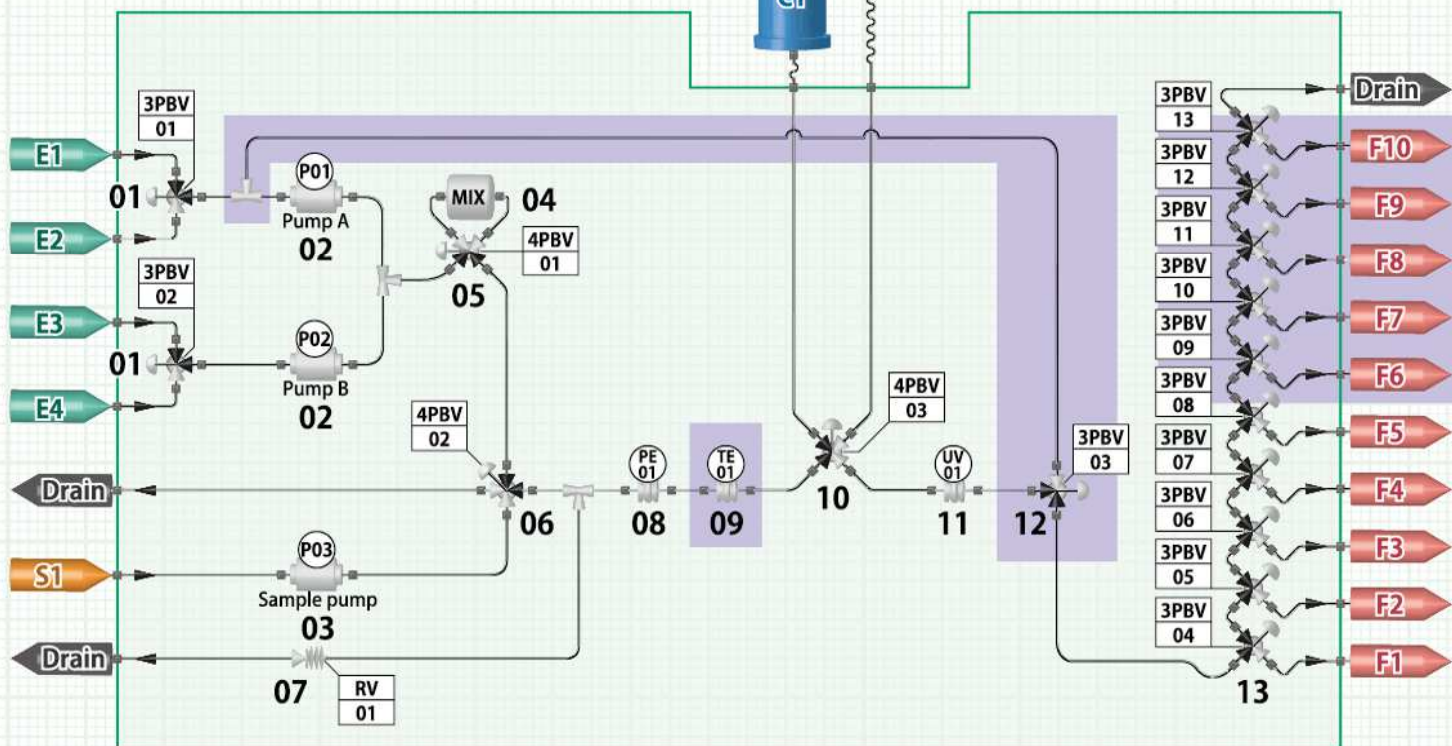 C1
Drain
3PBV
13
3PBV
01
E1
F10
01
P01
Pump A
02
MIX
04
3PBV
12
F9
E2
4PBV
01
3PBV
11
F8
3PBV
02
05
3PBV
10
F7
E3
01
P02
Pump B
02
3PBV
09
F6
E4
4PBV
03
3PBV
08
F5
4PBV
02
PE
01
TE
01
UV
01
3PBV
03
3PBV
07
F4
Drain
06
08
09
10
11
12
3PBV
06
F3
S1
P03
Sample pump
03
3PBV
05
F2
3PBV
04
F1
Drain
07
RV
01
13